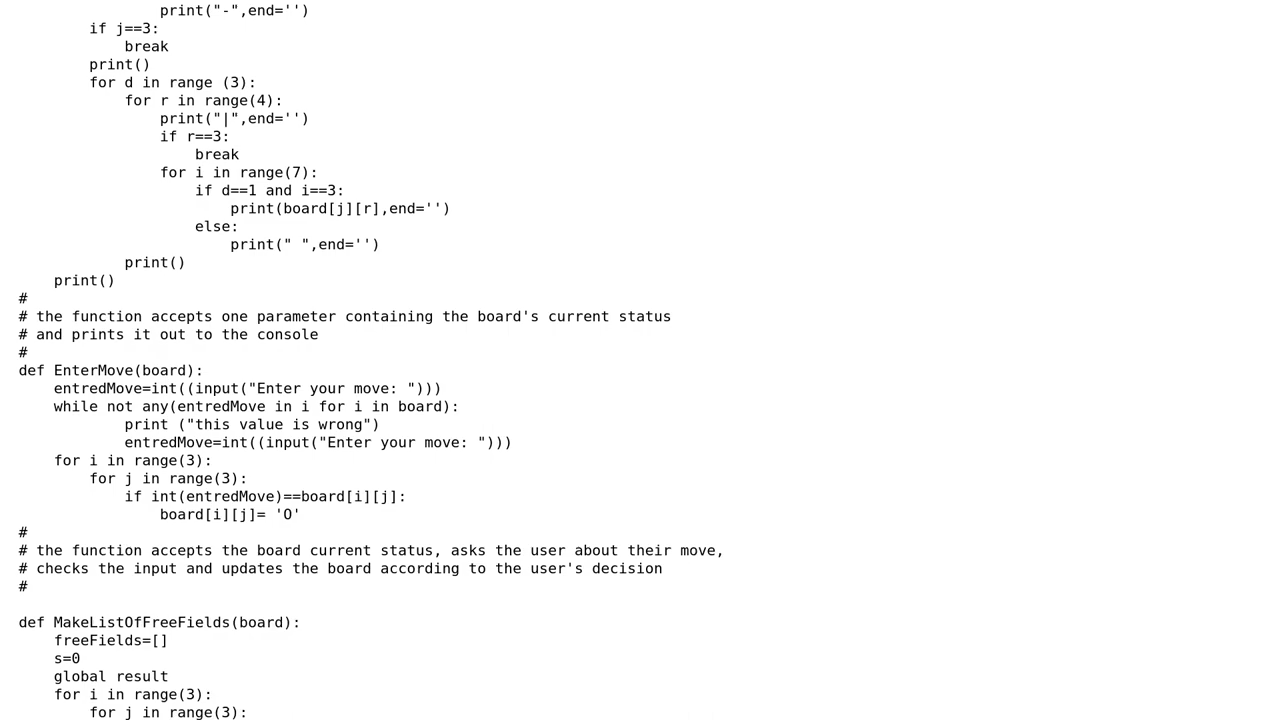 print("-",end='')
        if j==3:
            break
        print()
        for d in range (3):
            for r in range(4):
                print("|",end='')
                if r==3:
                    break
                for i in range(7):
                    if d==1 and i==3:
                        print(board[j][r],end='')
                    else:
                        print(" ",end='')
            print()
    print()
#
# the function accepts one parameter containing the board's current status
# and prints it out to the console
#
def EnterMove(board):
    entredMove=int((input("Enter your move: ")))
    while not any(entredMove in i for i in board):
            print ("this value is wrong")
            entredMove=int((input("Enter your move: ")))
    for i in range(3):
        for j in range(3):
            if int(entredMove)==board[i][j]:
                board[i][j]= 'O'
#
# the function accepts the board current status, asks the user about their move,
# checks the input and updates the board according to the user's decision
#

def MakeListOfFreeFields(board):
    freeFields=[]
    s=0
    global result
    for i in range(3):
        for j in range(3):